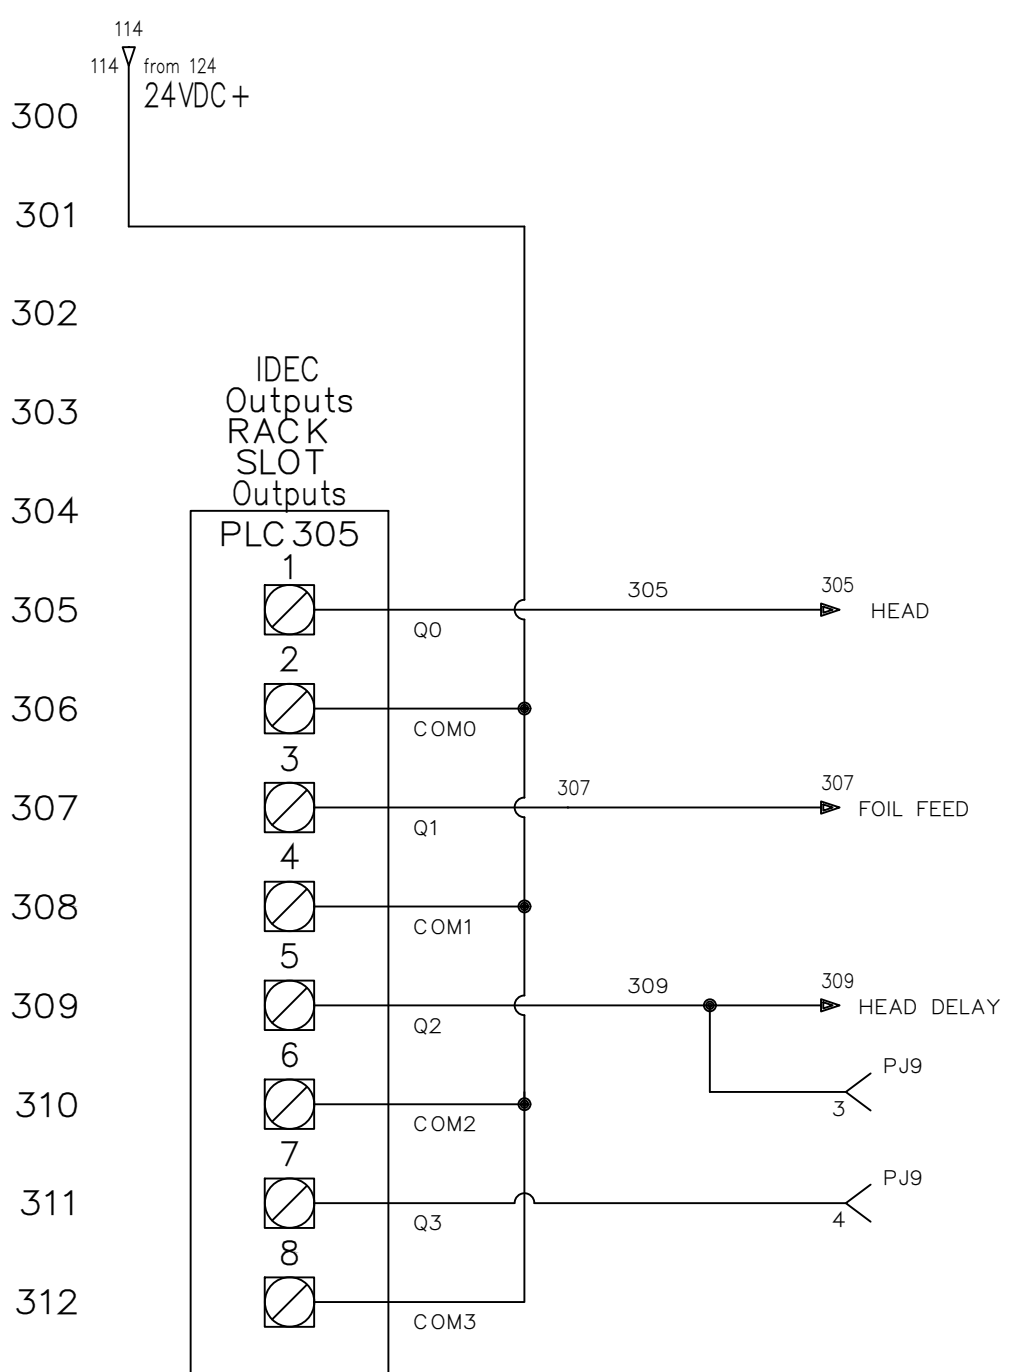 114
114 from 124
24VDC+
300
301
302
IDEC
303
Outputs
RACK
SLOT
304
Outputs
PLC 305
1
305
305
305
HEAD
Q0
2
306
COM0
3
307
307
307
FOIL FEED
Q1
4
308
COM1
5
309
309
309
HEAD DELAY
Q2
6
PJ9
310
3
COM2
7
PJ9
311
4
Q3
8
312
COM3